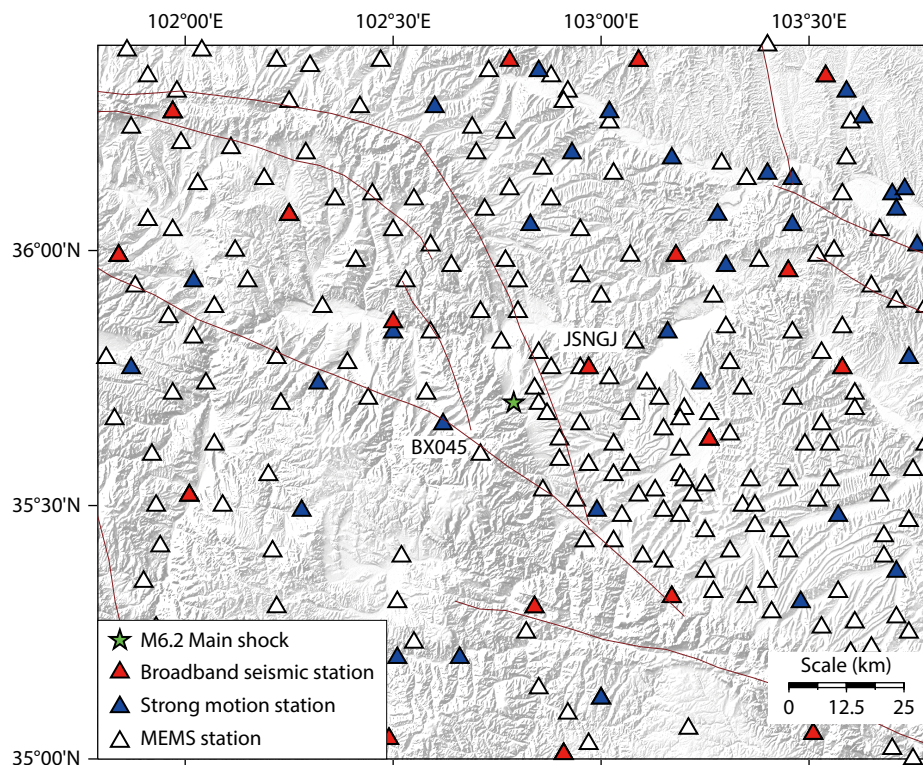 102°00'E 102°30'E 103°00'E 103°30'E
36°00'N
JSNGJ
BX045
35°30'N
M6.2 Main shock
Broadband seismic station
Strong motion station
MEMS station
Scale (km)
0 12.5 25
35°00'N